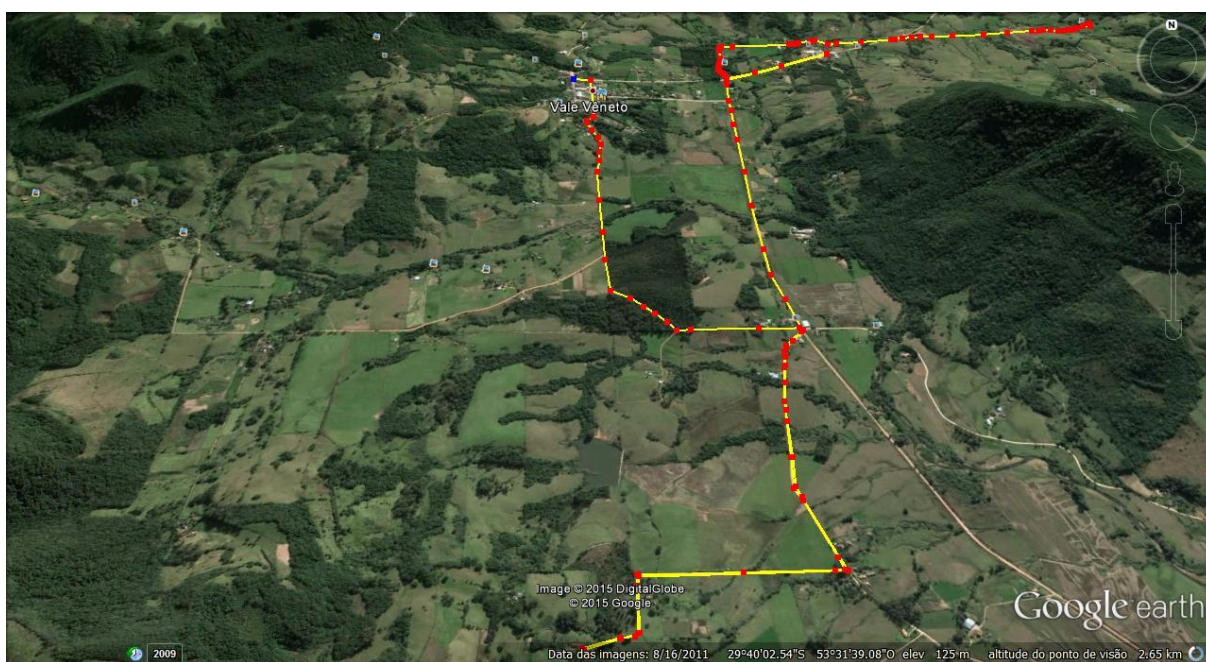 N
Vale Vêneto
Image © 2015 DigitalGlobe
© 2015 Google
Google earth
2009
Data das imagens: 8/16/2011 29°40'02.54"S 53°31'39.08"O elev 125 m altitude do ponto de visão 2.65 km